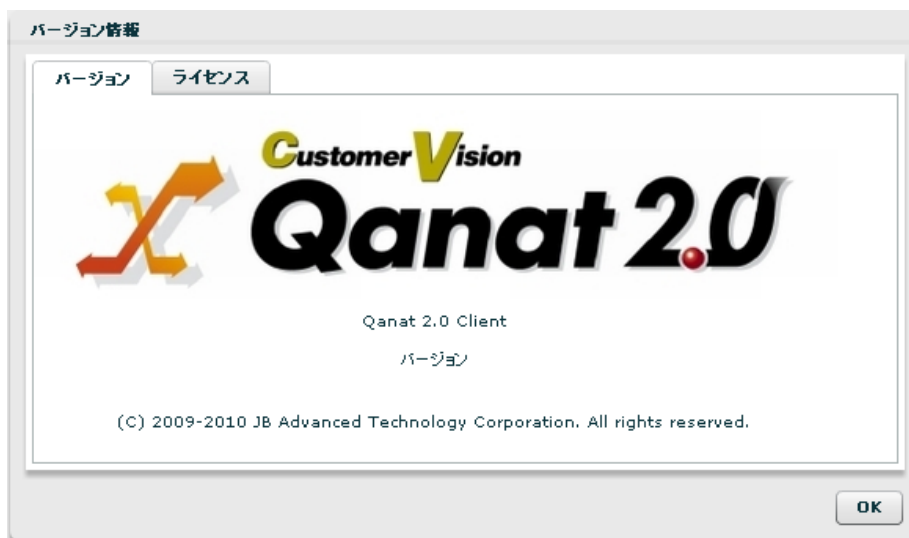 バージョン情報
バージョン ライセンス
CustomerVision
Qanat 2.0
Qanat 2.0 Client
バージョン
(C) 2009-2010 JB Advanced Technology Corporation. All rights reserved.
OK